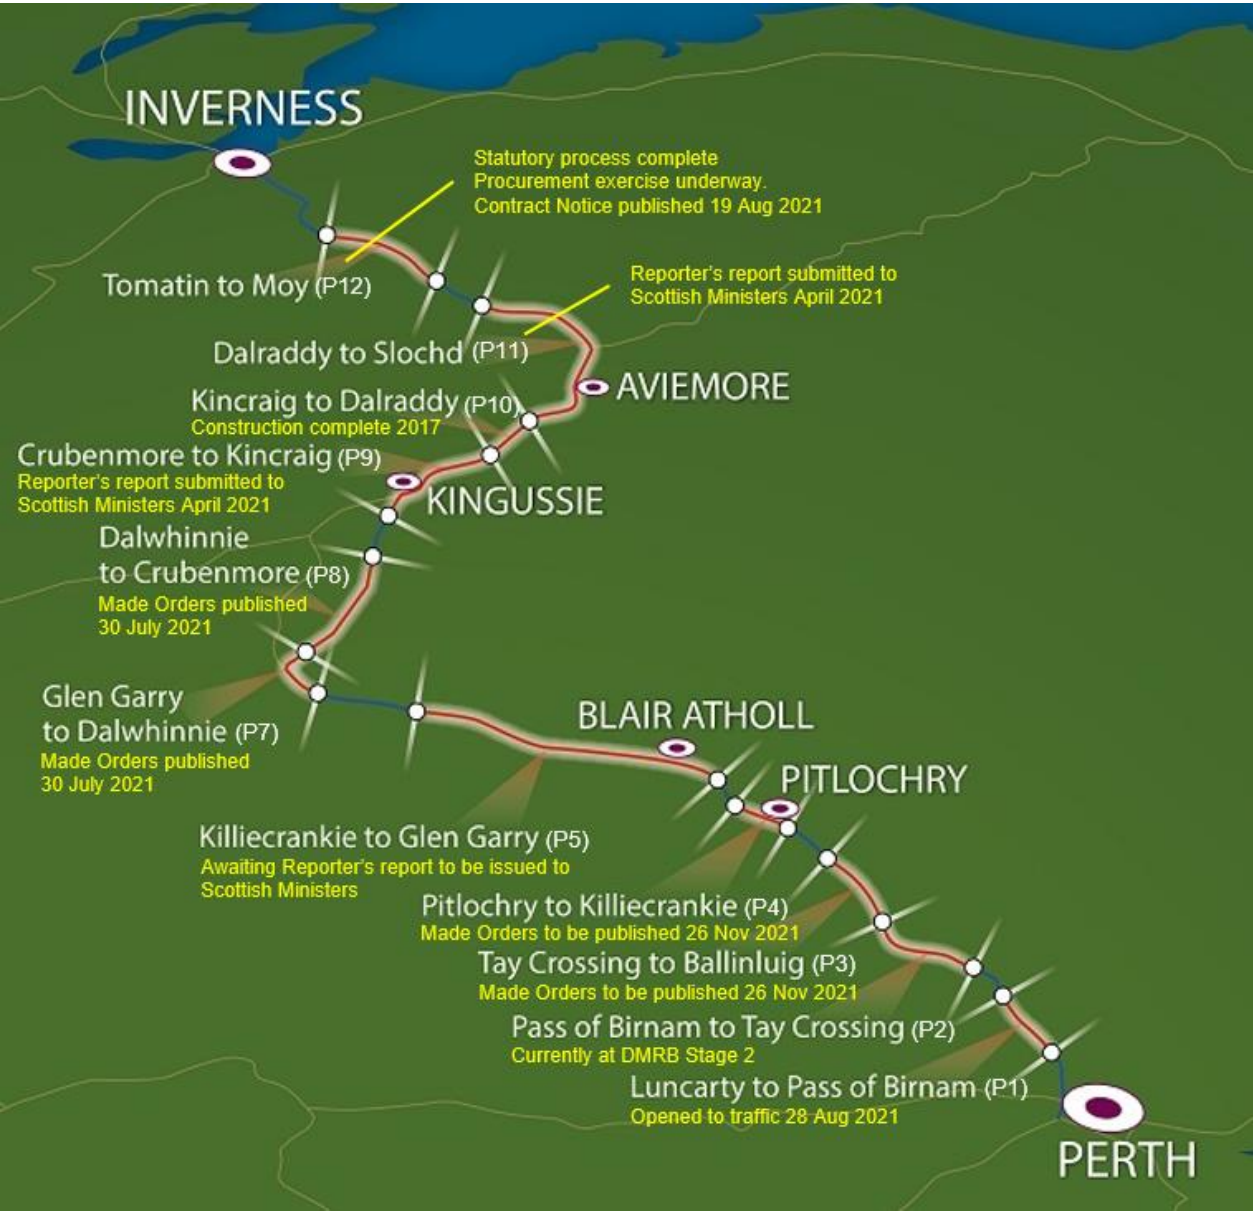 INVERNESS
Statutory process complete
Procurement exercise underway.
Contract Notice published 19 Aug 2021
Tomatin to Moy (P12)
Reporter's report submitted to
Scottish Ministers April 2021
Dalraddy to Slochd (P11)
AVIEMORE
Kincraig to Dalraddy (P10)
Construction complete 2017
Crubenmore to Kincraig (P9)
Reporter's report submitted to
Scottish Ministers April 2021
KINGUSSIE
Dalwhinnie
to Crubenmore (P8)
Made Orders published
30 July 2021
Glen Garry
to Dalwhinnie (P7)
Made Orders published
30 July 2021
BLAIR ATHOLL
PITLOCHRY
Killiecrankie to Glen Garry (P5)
Awaiting Reporter's report to be issued to
Scottish Ministers
Pitlochry to Killiecrankie (P4)
Made Orders to be published 26 Nov 2021
Tay Crossing to Ballinluig (P3)
Made Orders to be published 26 Nov 2021
Pass of Birnam to Tay Crossing (P2)
Currently at DMRB Stage 2
Luncarty to Pass of Birnam (P1)
Opened to traffic 28 Aug 2021
PERTH